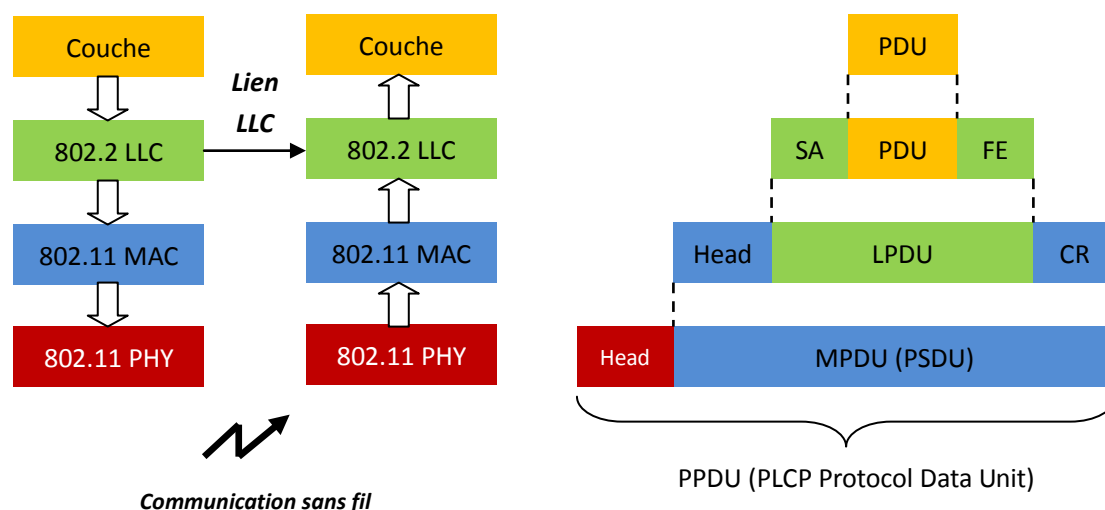 Couche
Couche
Lien
LLC
802.2 LLC
802.2 LLC
802.11 MAC
802.11 MAC
802.11 PHY
802.11 PHY
Communication sans fil
PDU
SA
PDU
FE
Head
LPDU
CR
Head
MPDU (PSDU)
PPDU (PLCP Protocol Data Unit)